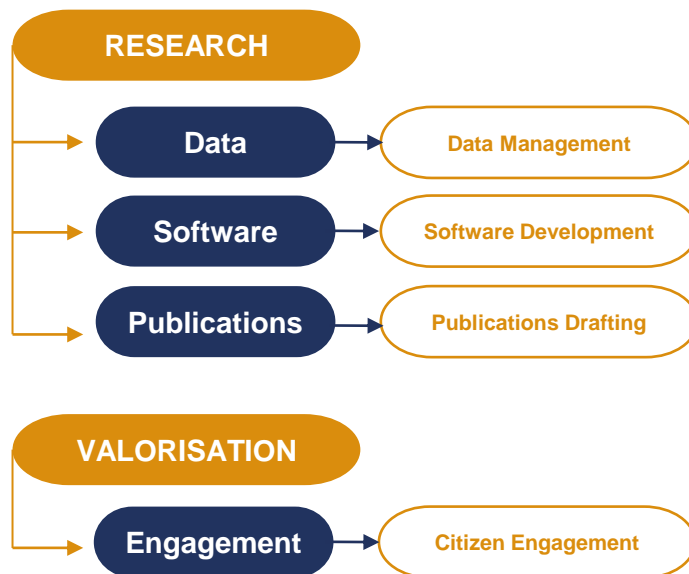 RESEARCH
Data
Data Management
Software
Software Development
Publications
Publications Drafting
VALORISATION
Engagement
Citizen Engagement